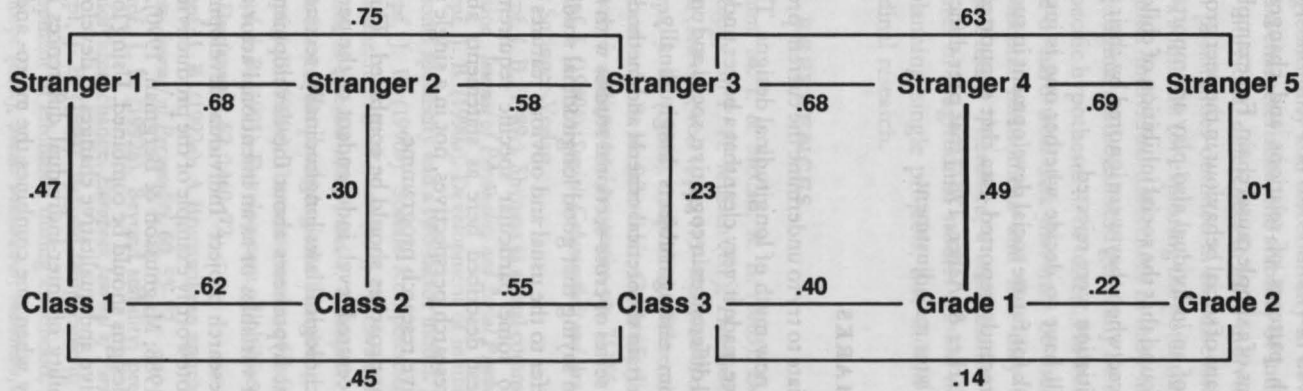 .75 .63
Stranger 1 Stranger 2 Stranger 3 Stranger 4 Stranger 5
.68 .58 .68 .69
.47 .30 .23 .49 .01
.62 .55 .40 .22
Class 1 Class 2 Class 3 Grade 1 Grade 2
.45 .14